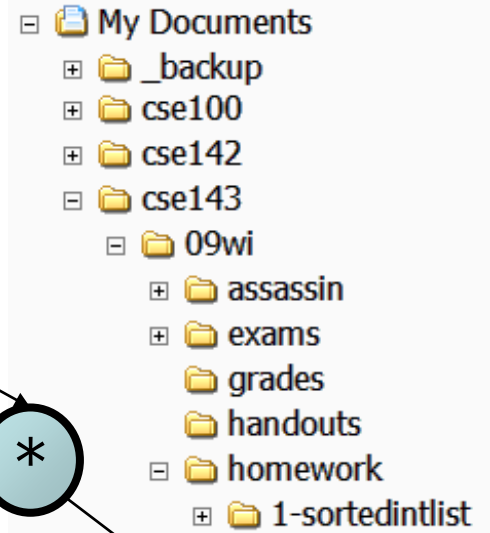 My Documents
_backup
cse100
cse142
cse143
09wi
assassin
exams
grades
handouts
* homework
1-sortedintlist